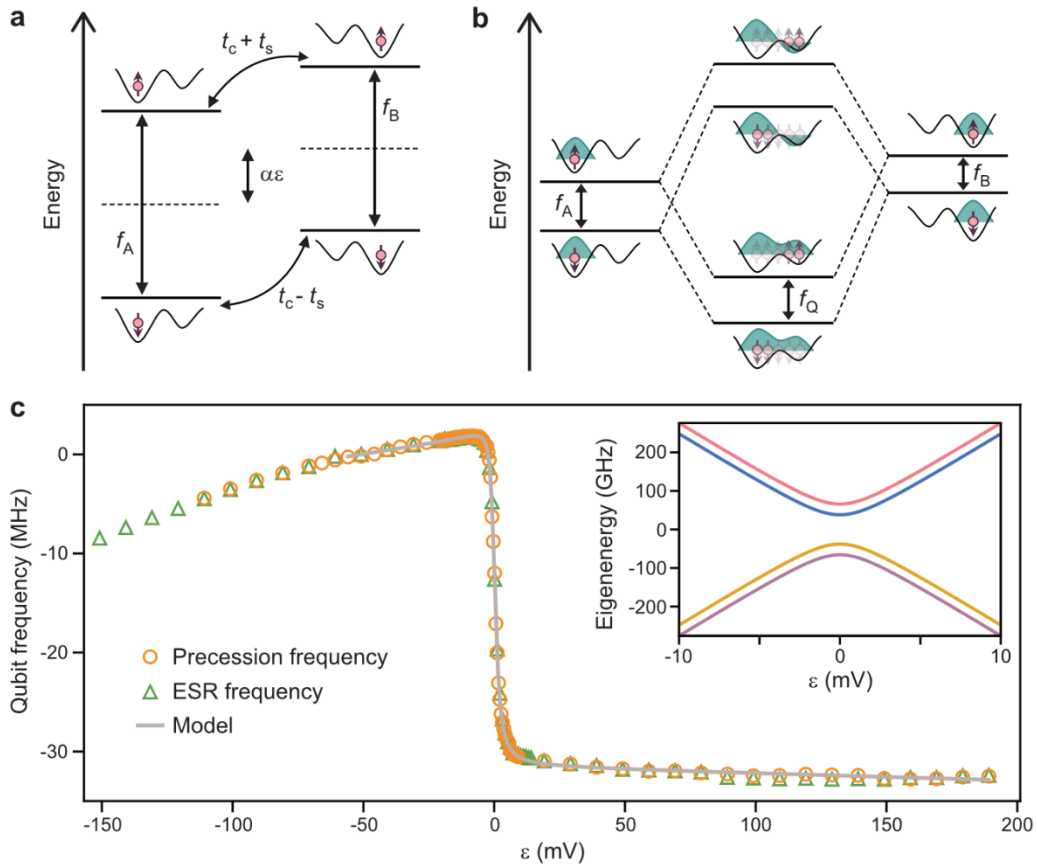 a
Energy
t_c + t_s
f_B
αε
f_A
t_c - t_s
b
Energy
f_A
f_B
f_Q
c
Qubit frequency (MHz)
0
-10
-20
-30
Precession frequency
ESR frequency
Model
-150 -100 -50 0 50 100 150 200
ε (mV)
Eigenenergy (GHz)
200
100
0
-100
-200
-10 0 10
ε (mV)